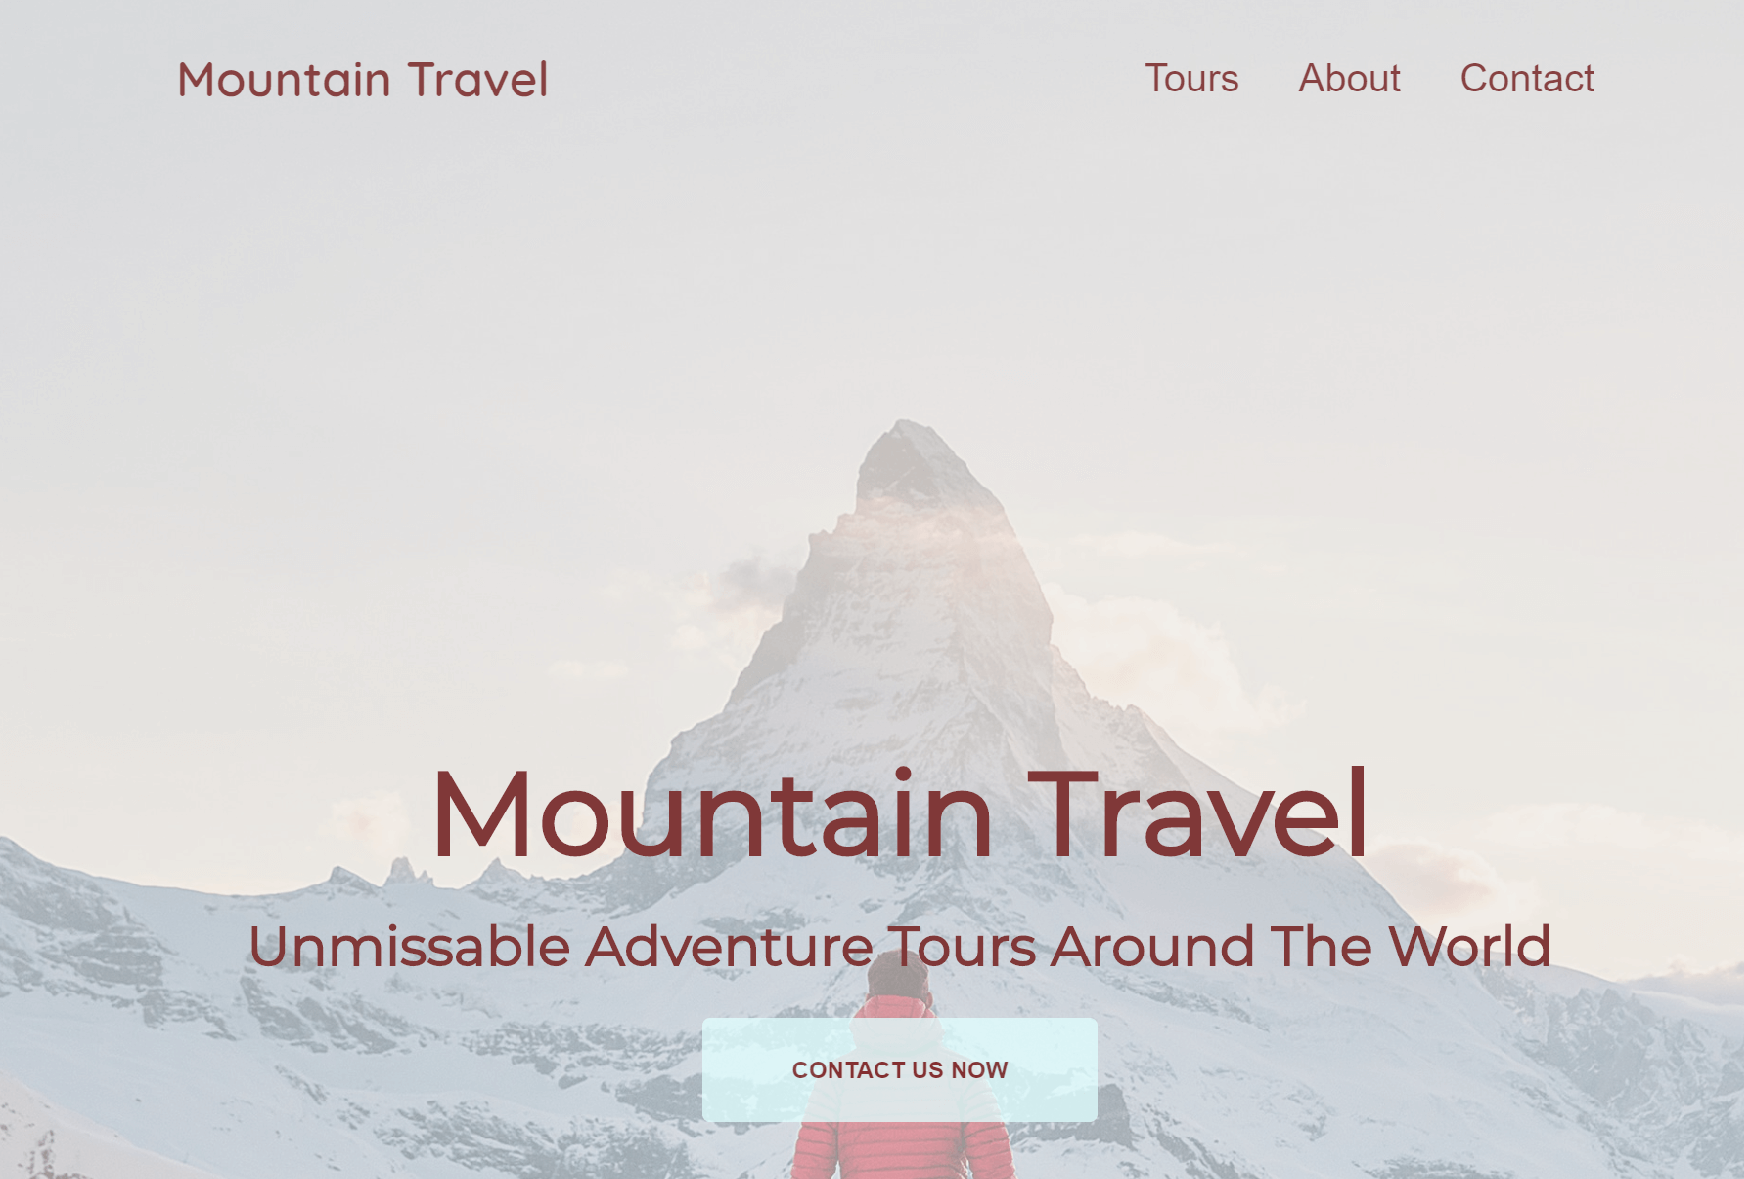 Mountain Travel
Tours About Contact
Mountain Travel
Unmissable Adventure Tours Around The World
CONTACT US NOW